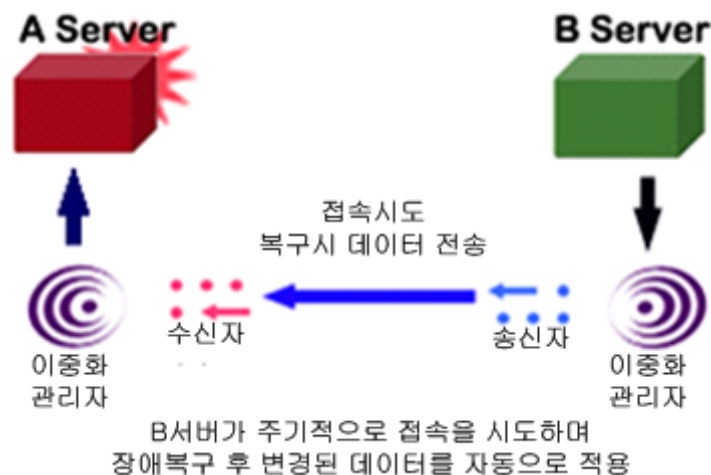 A Server
B Server
접속시도
복구시 데이터 전송
수신자
송신자
이중화
관리자
이중화
관리자
B서버가 주기적으로 접속을 시도하며
장애복구 후 변경된 데이터를 자동으로 적용